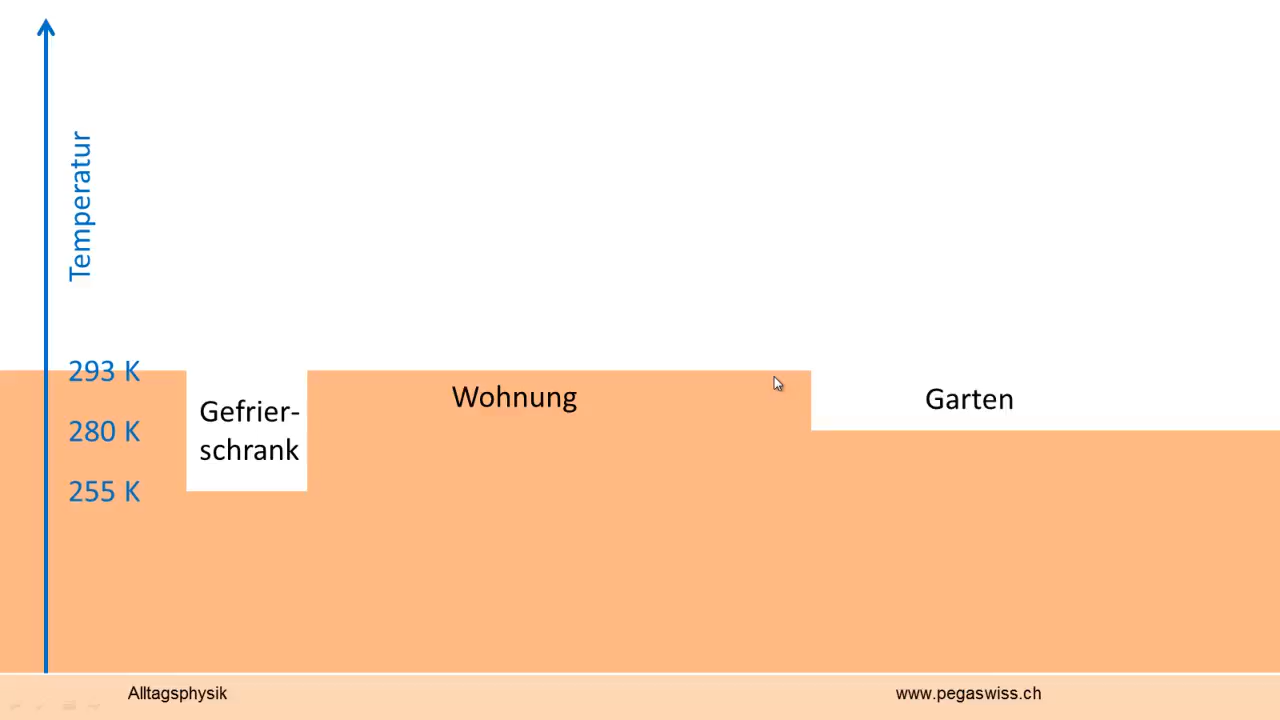 Temperatur
293 K
280 K
255 K
Gefrier-
schrank
Wohnung
Garten
Alltagsphysik
www.pegaswiss.ch